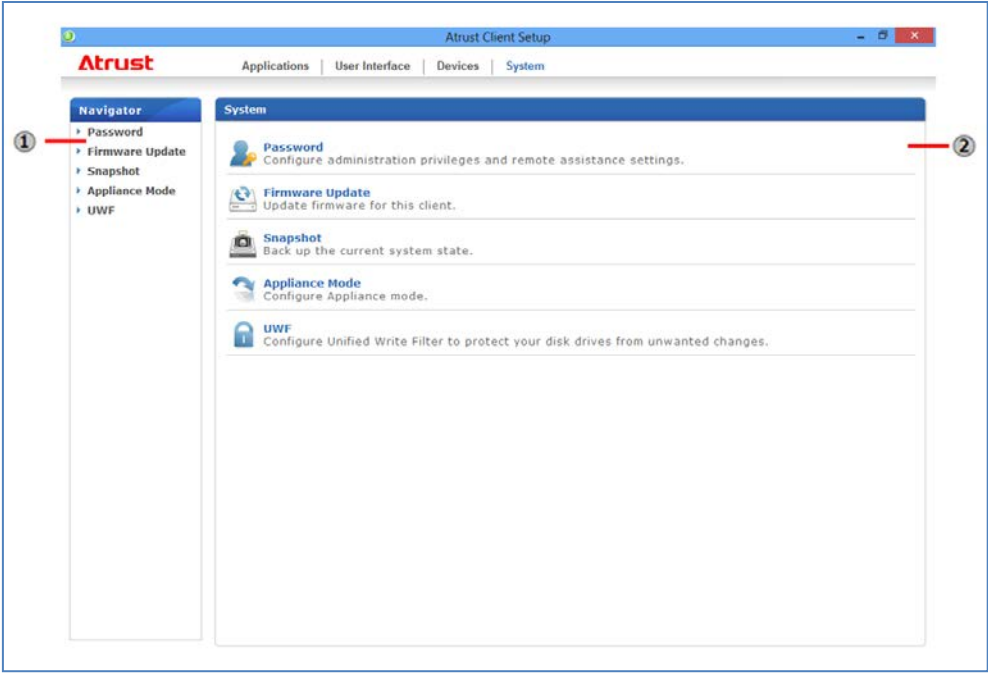 Atrust Client Setup
Atrust
Applications | User Interface | Devices | System
Navigator
Password
Firmware Update
Snapshot
Appliance Mode
UWF
1
System
Password
Configure administration privileges and remote assistance settings.
Firmware Update
Update firmware for this client.
Snapshot
Back up the current system state.
Appliance Mode
Configure Appliance mode.
UWF
Configure Unified Write Filter to protect your disk drives from unwanted changes.
2